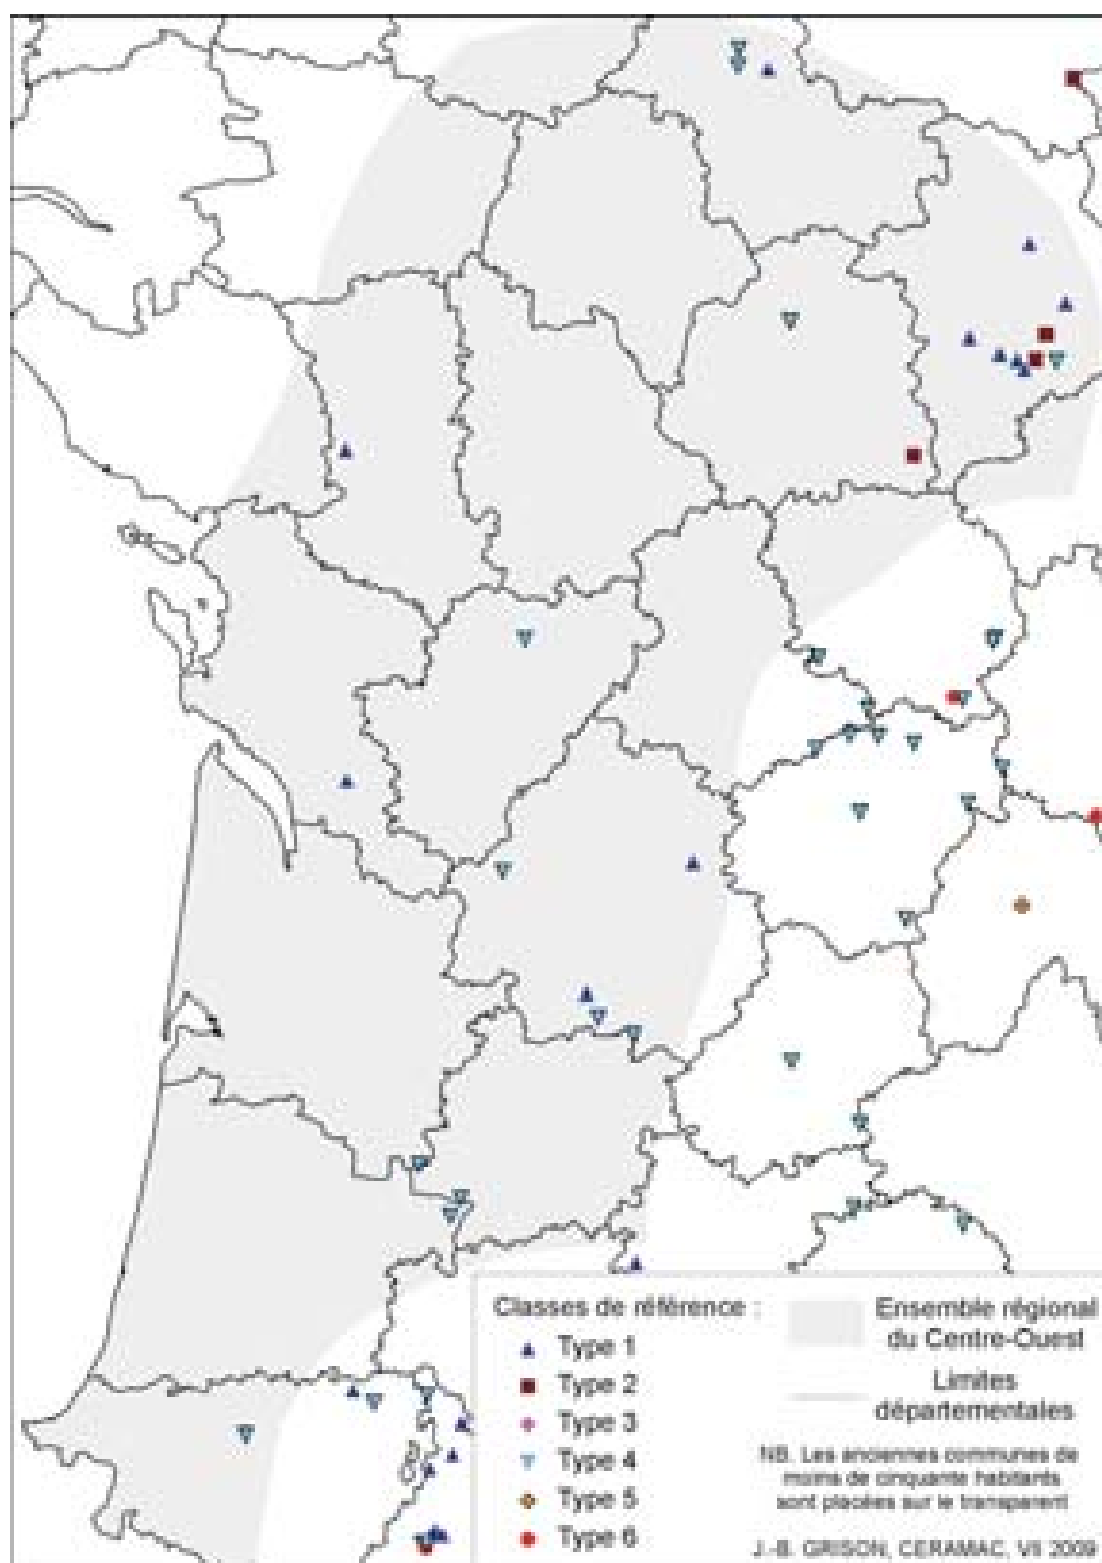 Classes de référence :
Type 1
Type 2
Type 3
Type 4
Type 5
Type 6
Ensemble régional
du Centre-Ouest
Limites
départementales
NB. Les anciennes communes de
moins de cinquante habitants
sont placées sur le transparent
J.-B. GRISON, CERAMAC, VII 2009